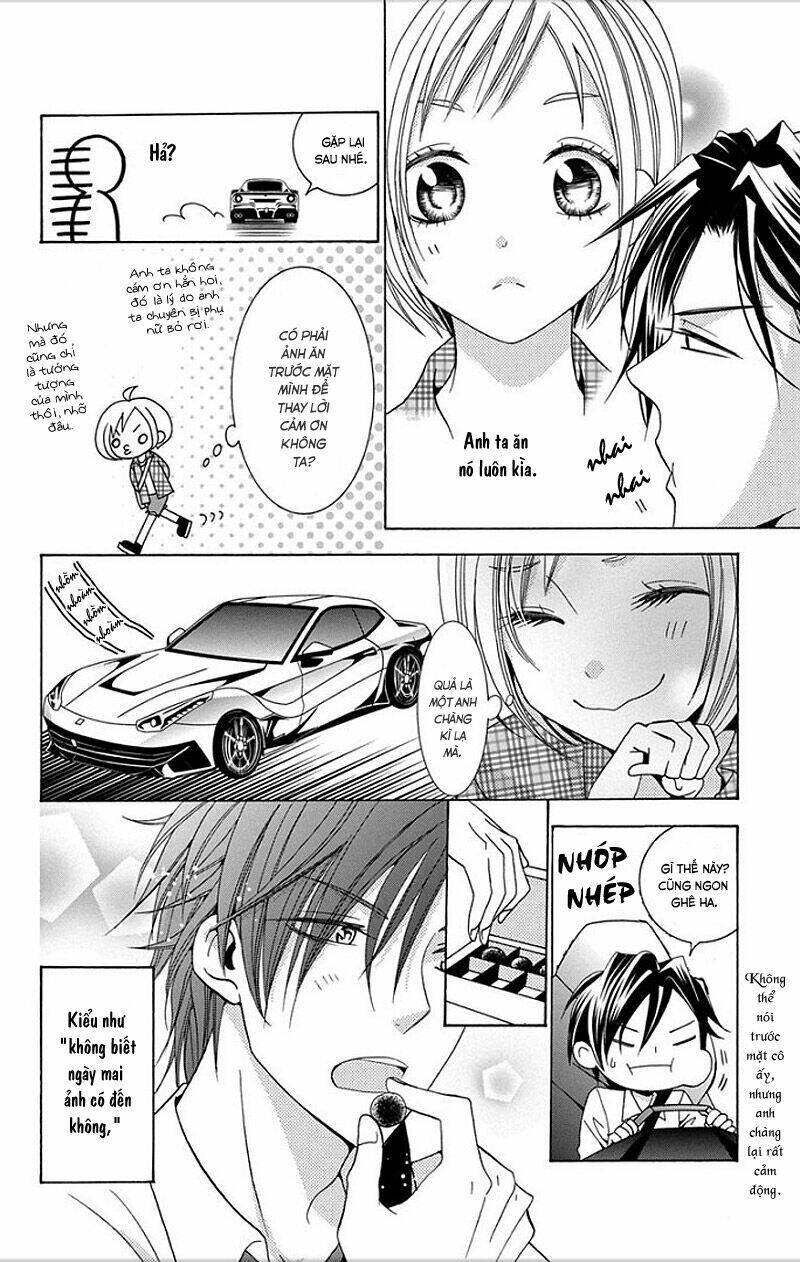 Anh ta ăn
nó luôn kìa.
nhai
nhai
GẶP LẠI
SAU NHÉ.
Hả?
CÓ PHẢI
ẢNH ĂN
TRƯỚC MẶT
MÌNH ĐỂ
THAY LỜI
CẢM ƠN
KHÔNG
TA?
Anh ta không
cám ơn hẳn hoi,
đó là lý do anh
ta chuyên bị phụ
nữ bỏ rơi.
Nhưng
mà đó
cũng chỉ
là tưởng
tượng
của mình
thôi, nhỡ
đâu.
QUẢ LÀ
MỘT ANH
CHÀNG
KÌ LẠ
MÀ.
nhồm
nhoàm
nhồm
nhoàm
GÌ THẾ NÀY?
CŨNG NGON
GHÊ HA.
NHÓP
NHÉP
Không
thể
nói
trước
mặt cô
ấy,
nhưng
anh
chàng
lại rất
cảm
động.
Kiểu như
"không biết
ngày mai
ảnh có đến
không,"